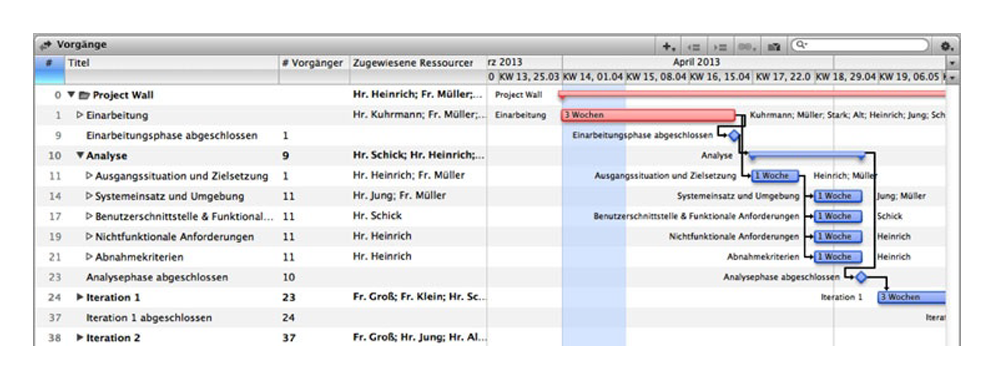 Vorgänge
# Titel # Vorgänger Zugewiesene Ressourcer rz 2013 April 2013
KW 13, 25.03 KW 14, 01.04 KW 15, 08.04 KW 16, 15.04 KW 17, 22.0 KW 18, 29.04 KW 19, 06.05
0 Project Wall Hr. Heinrich; Fr. Müller;... Project Wall
1 Einarbeitung Hr. Kuhrmann; Fr. Müller;... Einarbeitung 3 Wochen Kuhrmann; Müller; Stark; Alt; Heinrich; Jung; Sch
9 Einarbeitungsphase abgeschlossen 1 Einarbeitungsphase abgeschlossen
10 Analyse 9 Hr. Schick; Hr. Heinrich;... Analyse
11 Ausgangssituation und Zielsetzung 1 Hr. Heinrich; Fr. Müller Ausgangssituation und Zielsetzung 1 Woche Heinrich; Müller
14 Systemeinsatz und Umgebung 11 Hr. Jung; Fr. Müller Systemeinsatz und Umgebung 1 Woche Jung; Müller
17 Benutzerschnittstelle & Funktional... 11 Hr. Schick Benutzerschnittstelle & Funktionale Anforderungen 1 Woche Schick
19 Nichtfunktionale Anforderungen 11 Hr. Heinrich Nichtfunktionale Anforderungen 1 Woche Heinrich
21 Abnahmekriterien 11 Hr. Heinrich Abnahmekriterien 1 Woche Heinrich
23 Analysephase abgeschlossen 10 Analysephase abgeschlossen
24 Iteration 1 23 Fr. Groß; Fr. Klein; Hr. Sc... Iteration 1 3 Wochen
37 Iteration 1 abgeschlossen 24 Itera
38 Iteration 2 37 Fr. Groß; Hr. Jung; Hr. Al...